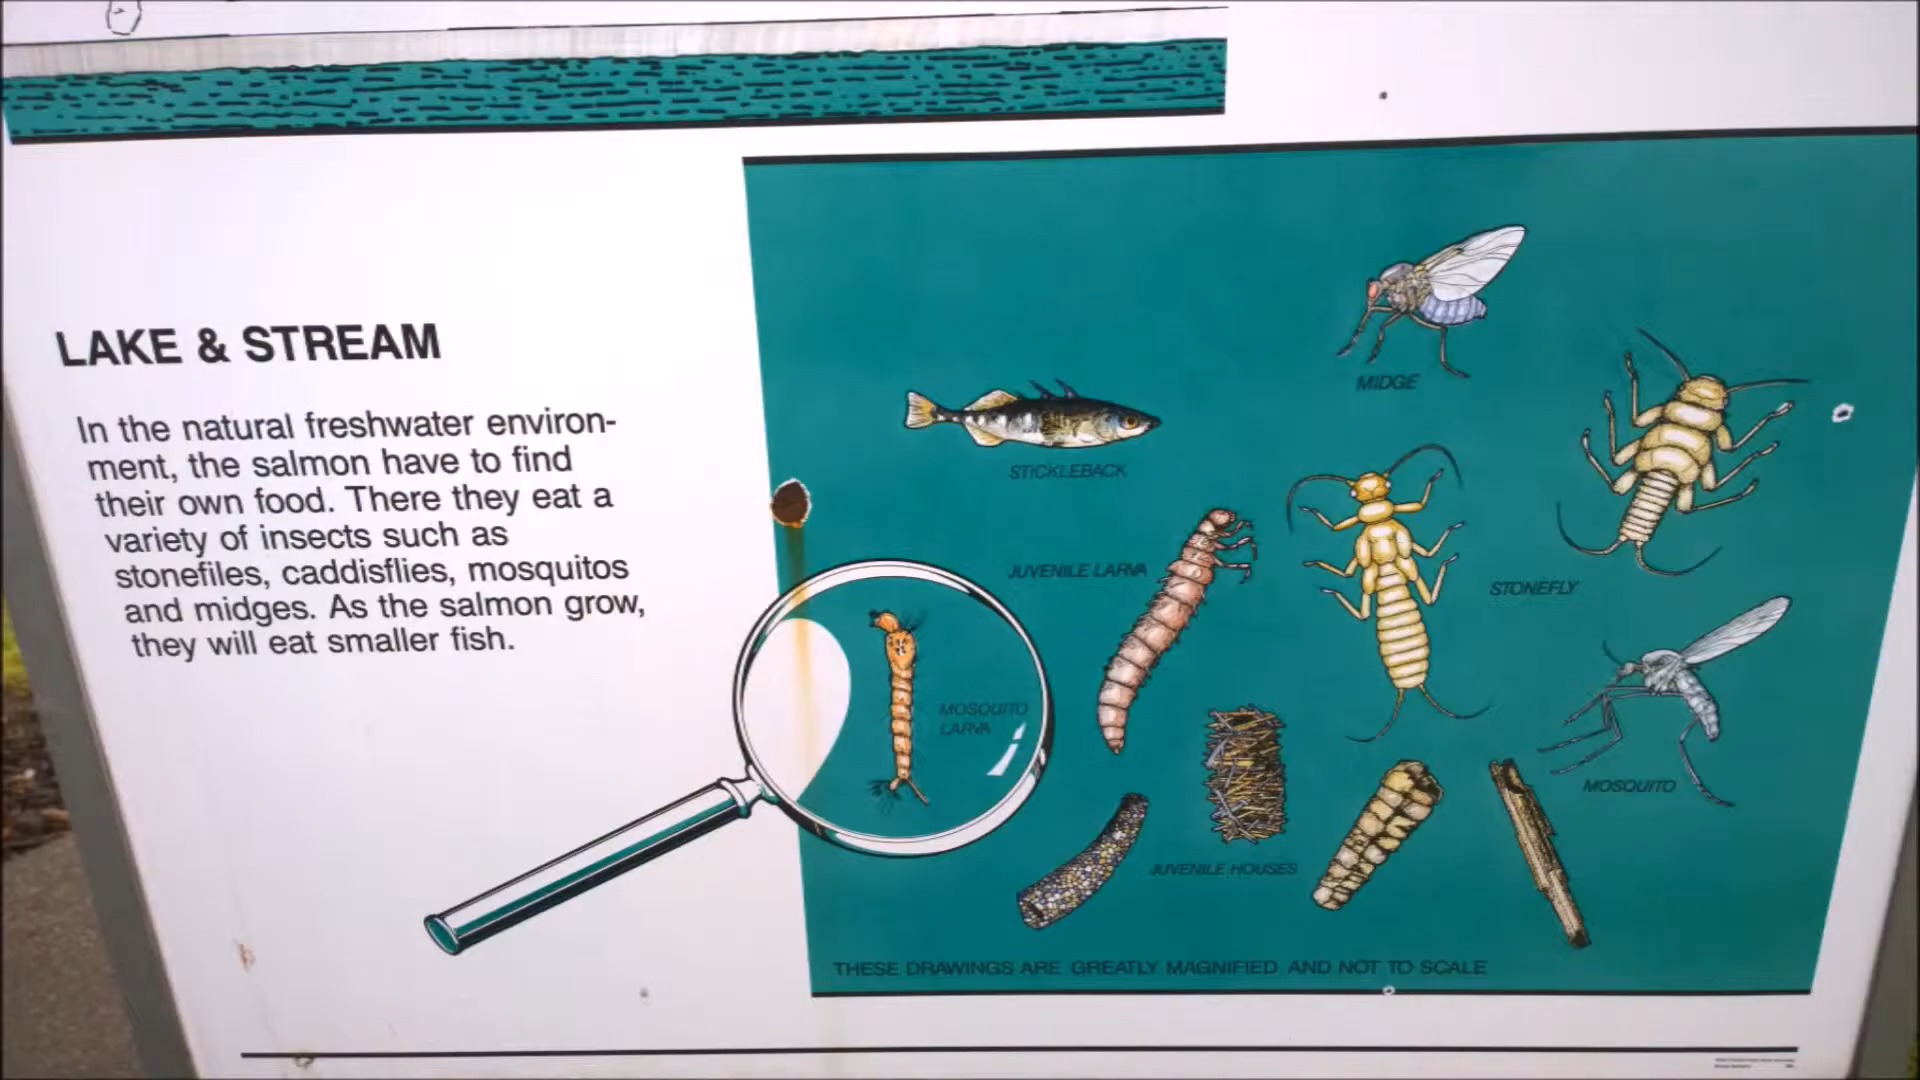 LAKE & STREAM
In the natural freshwater environ-
ment, the salmon have to find
their own food. There they eat a
variety of insects such as
stonefiles, caddisflies, mosquitos
and midges. As the salmon grow,
they will eat smaller fish.
MIDGE
STICKLEBACK
JUVENILE LARVA
STONEFLY
MOSQUITO
LARVA
MOSQUITO
JUVENILE HOUSES
THESE DRAWINGS ARE GREATLY MAGNIFIED AND NOT TO SCALE